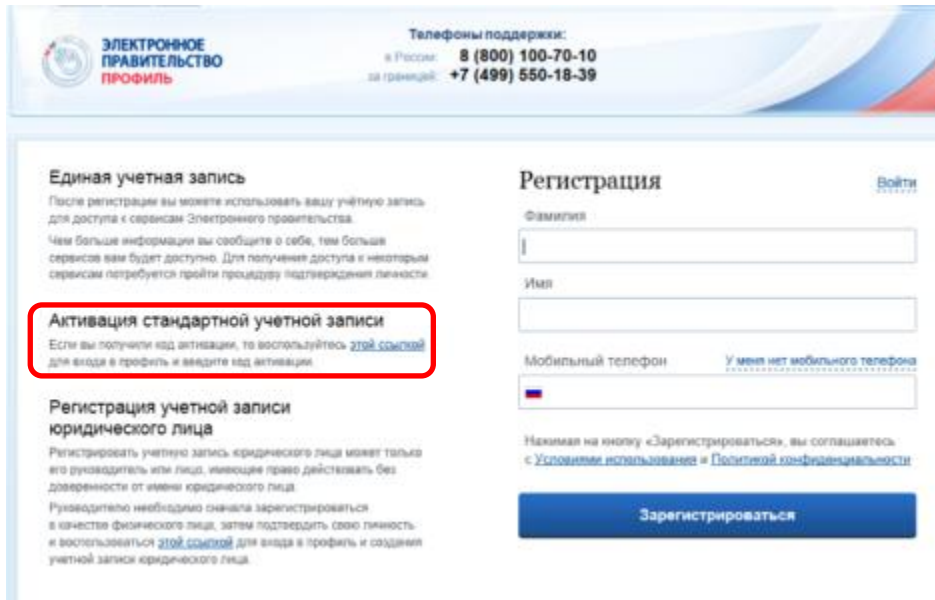 ЭЛЕКТРОННОЕ
ПРАВИТЕЛЬСТВО
ПРОФИЛЬ
Телефоны поддержки:
в России: 8 (800) 100-70-10
за границей: +7 (499) 550-18-39
Единая учетная запись
После регистрации вы можете использовать вашу учётную запись
для доступа к сервисам Электронного правительства.
Чем больше информации вы сообщите о себе, тем больше
сервисов вам будет доступно. Для получения доступа к некоторым
сервисам потребуется пройти процедуру подтверждения личности.
Активация стандартной учетной записи
Если вы получили код активации, то воспользуйтесь этой ссылкой
для входа в профиль и введите код активации.
Регистрация учетной записи
юридического лица
Регистрировать учетную запись юридического лица может только
его руководитель или лицо, имеющее право действовать без
доверенности от имени юридического лица.
Руководителю необходимо сначала зарегистрироваться
в качестве физического лица, затем подтвердить свою личность
и воспользоваться этой ссылкой для входа в профиль и создания
учетной записи юридического лица.
Регистрация
Войти
Фамилия
Имя
Мобильный телефон
У меня нет мобильного телефона
Нажимая на кнопку «Зарегистрироваться», вы соглашаетесь
с Условиями использования и Политикой конфиденциальности
Зарегистрироваться